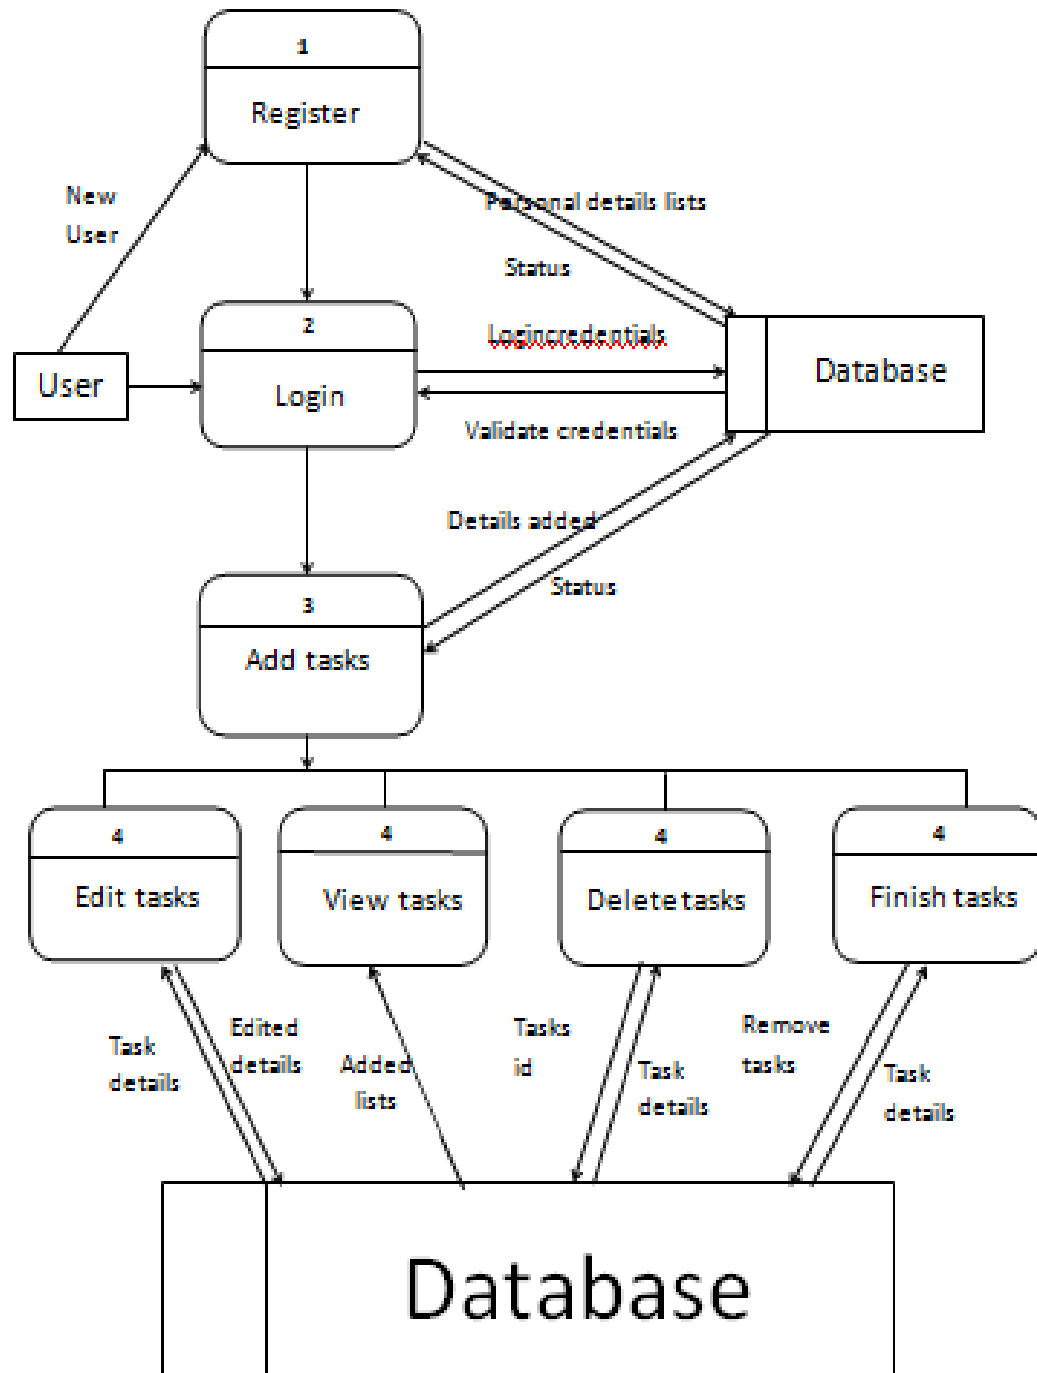 1
Register
New
User
Personal details lists
Status
2
Login
User
Logincredentials
Database
Validate credentials
Details added
Status
3
Add tasks
4
Edit tasks
4
View tasks
4
Delete tasks
4
Finish tasks
Task
details
Edited
details
Added
lists
Tasks
id
Task
details
Remove
tasks
Task
details
Database